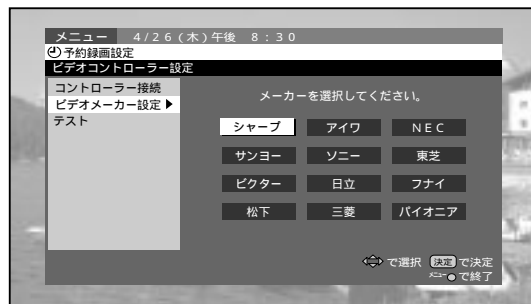 メニュー 4/26(木)午後 8:30
予約録画設定
ビデオコントローラー設定
コントローラー接続
ビデオメーカー設定
テスト
メーカーを選択してください。
シャープ アイワ NEC
サンヨー ソニー 東芝
ビクター 日立 フナイ
松下 三菱 パイオニア
で選択 決定 で決定
メニュー で終了